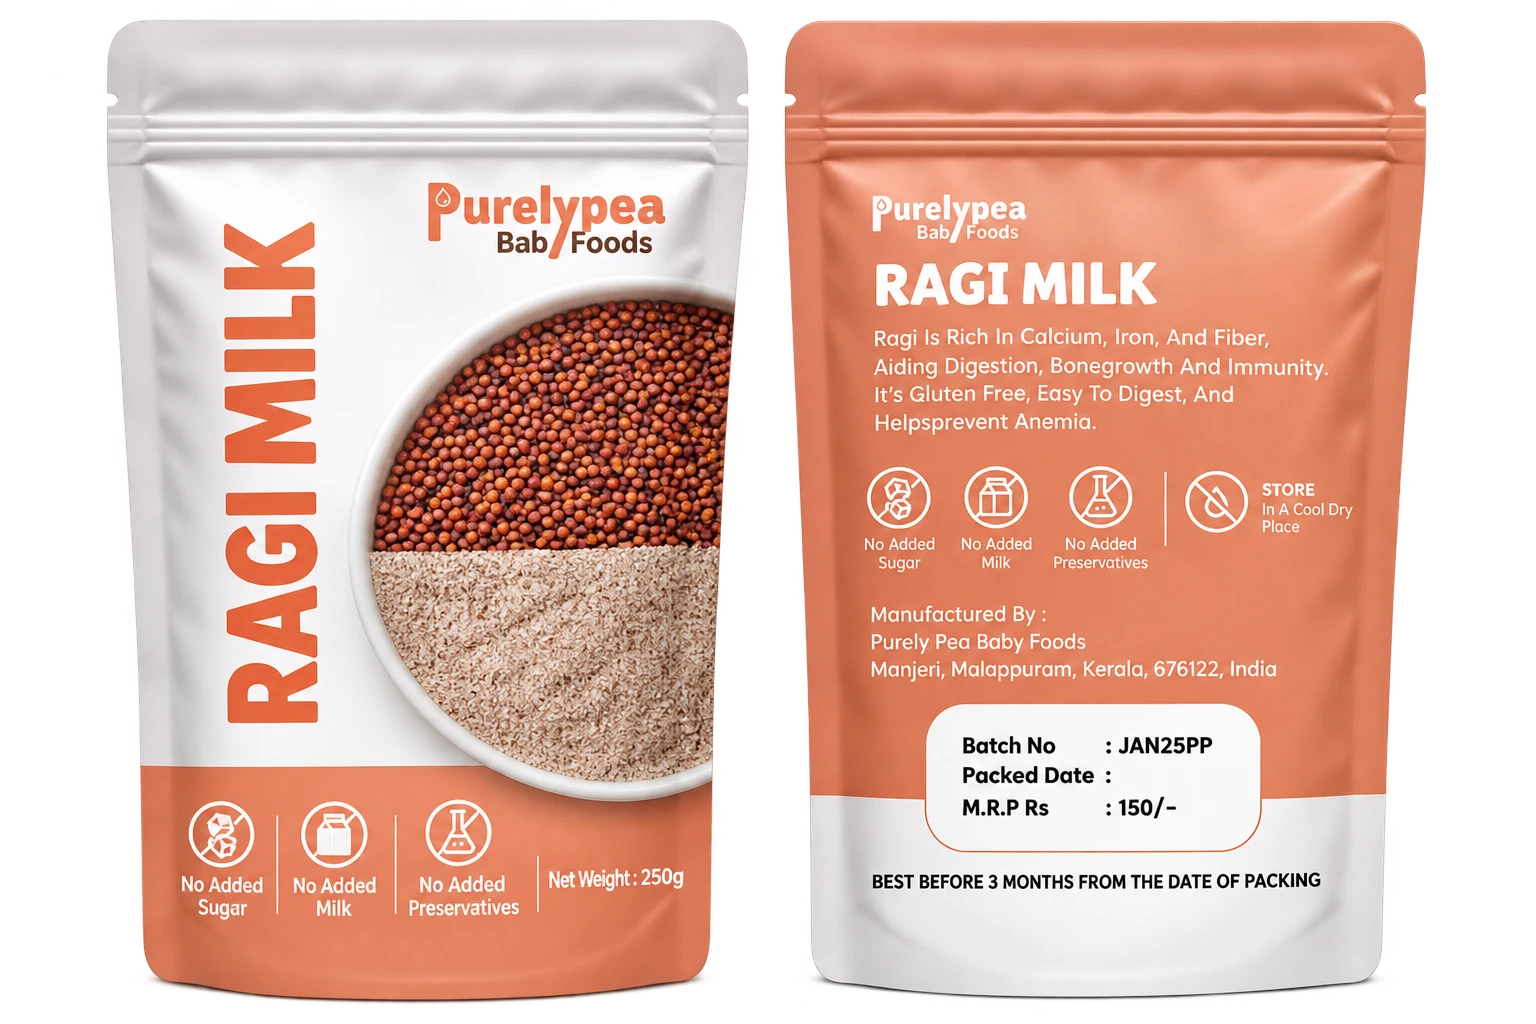 Purelypea
Baby Foods
RAGI MILK
No Added
Sugar
No Added
Milk
No Added
Preservatives
Net Weight : 250g
Purelypea
Baby Foods
RAGI MILK
Ragi Is Rich In Calcium, Iron, And Fiber,
Aiding Digestion, Bonegrowth And Immunity.
It's Gluten Free, Easy To Digest, And
Helpsprevent Anemia.
No Added
Sugar
No Added
Milk
No Added
Preservatives
STORE
In A Cool Dry
Place
Manufactured By :
Purely Pea Baby Foods
Manjeri, Malappuram, Kerala, 676122, India
Batch No : JAN25PP
Packed Date :
M.R.P Rs : 150/-
BEST BEFORE 3 MONTHS FROM THE DATE OF PACKING